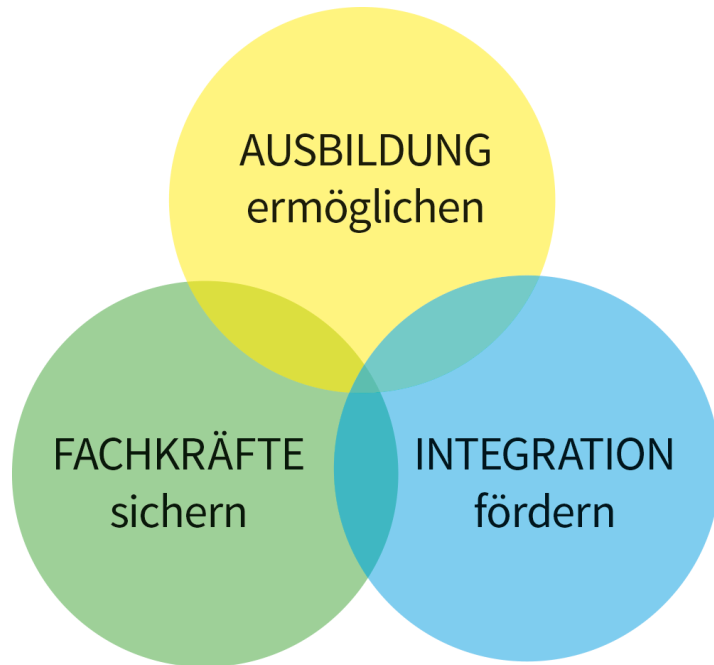 AUSBILDUNG
ermöglichen
FACHKRÄFTE
sichern
INTEGRATION
fördern